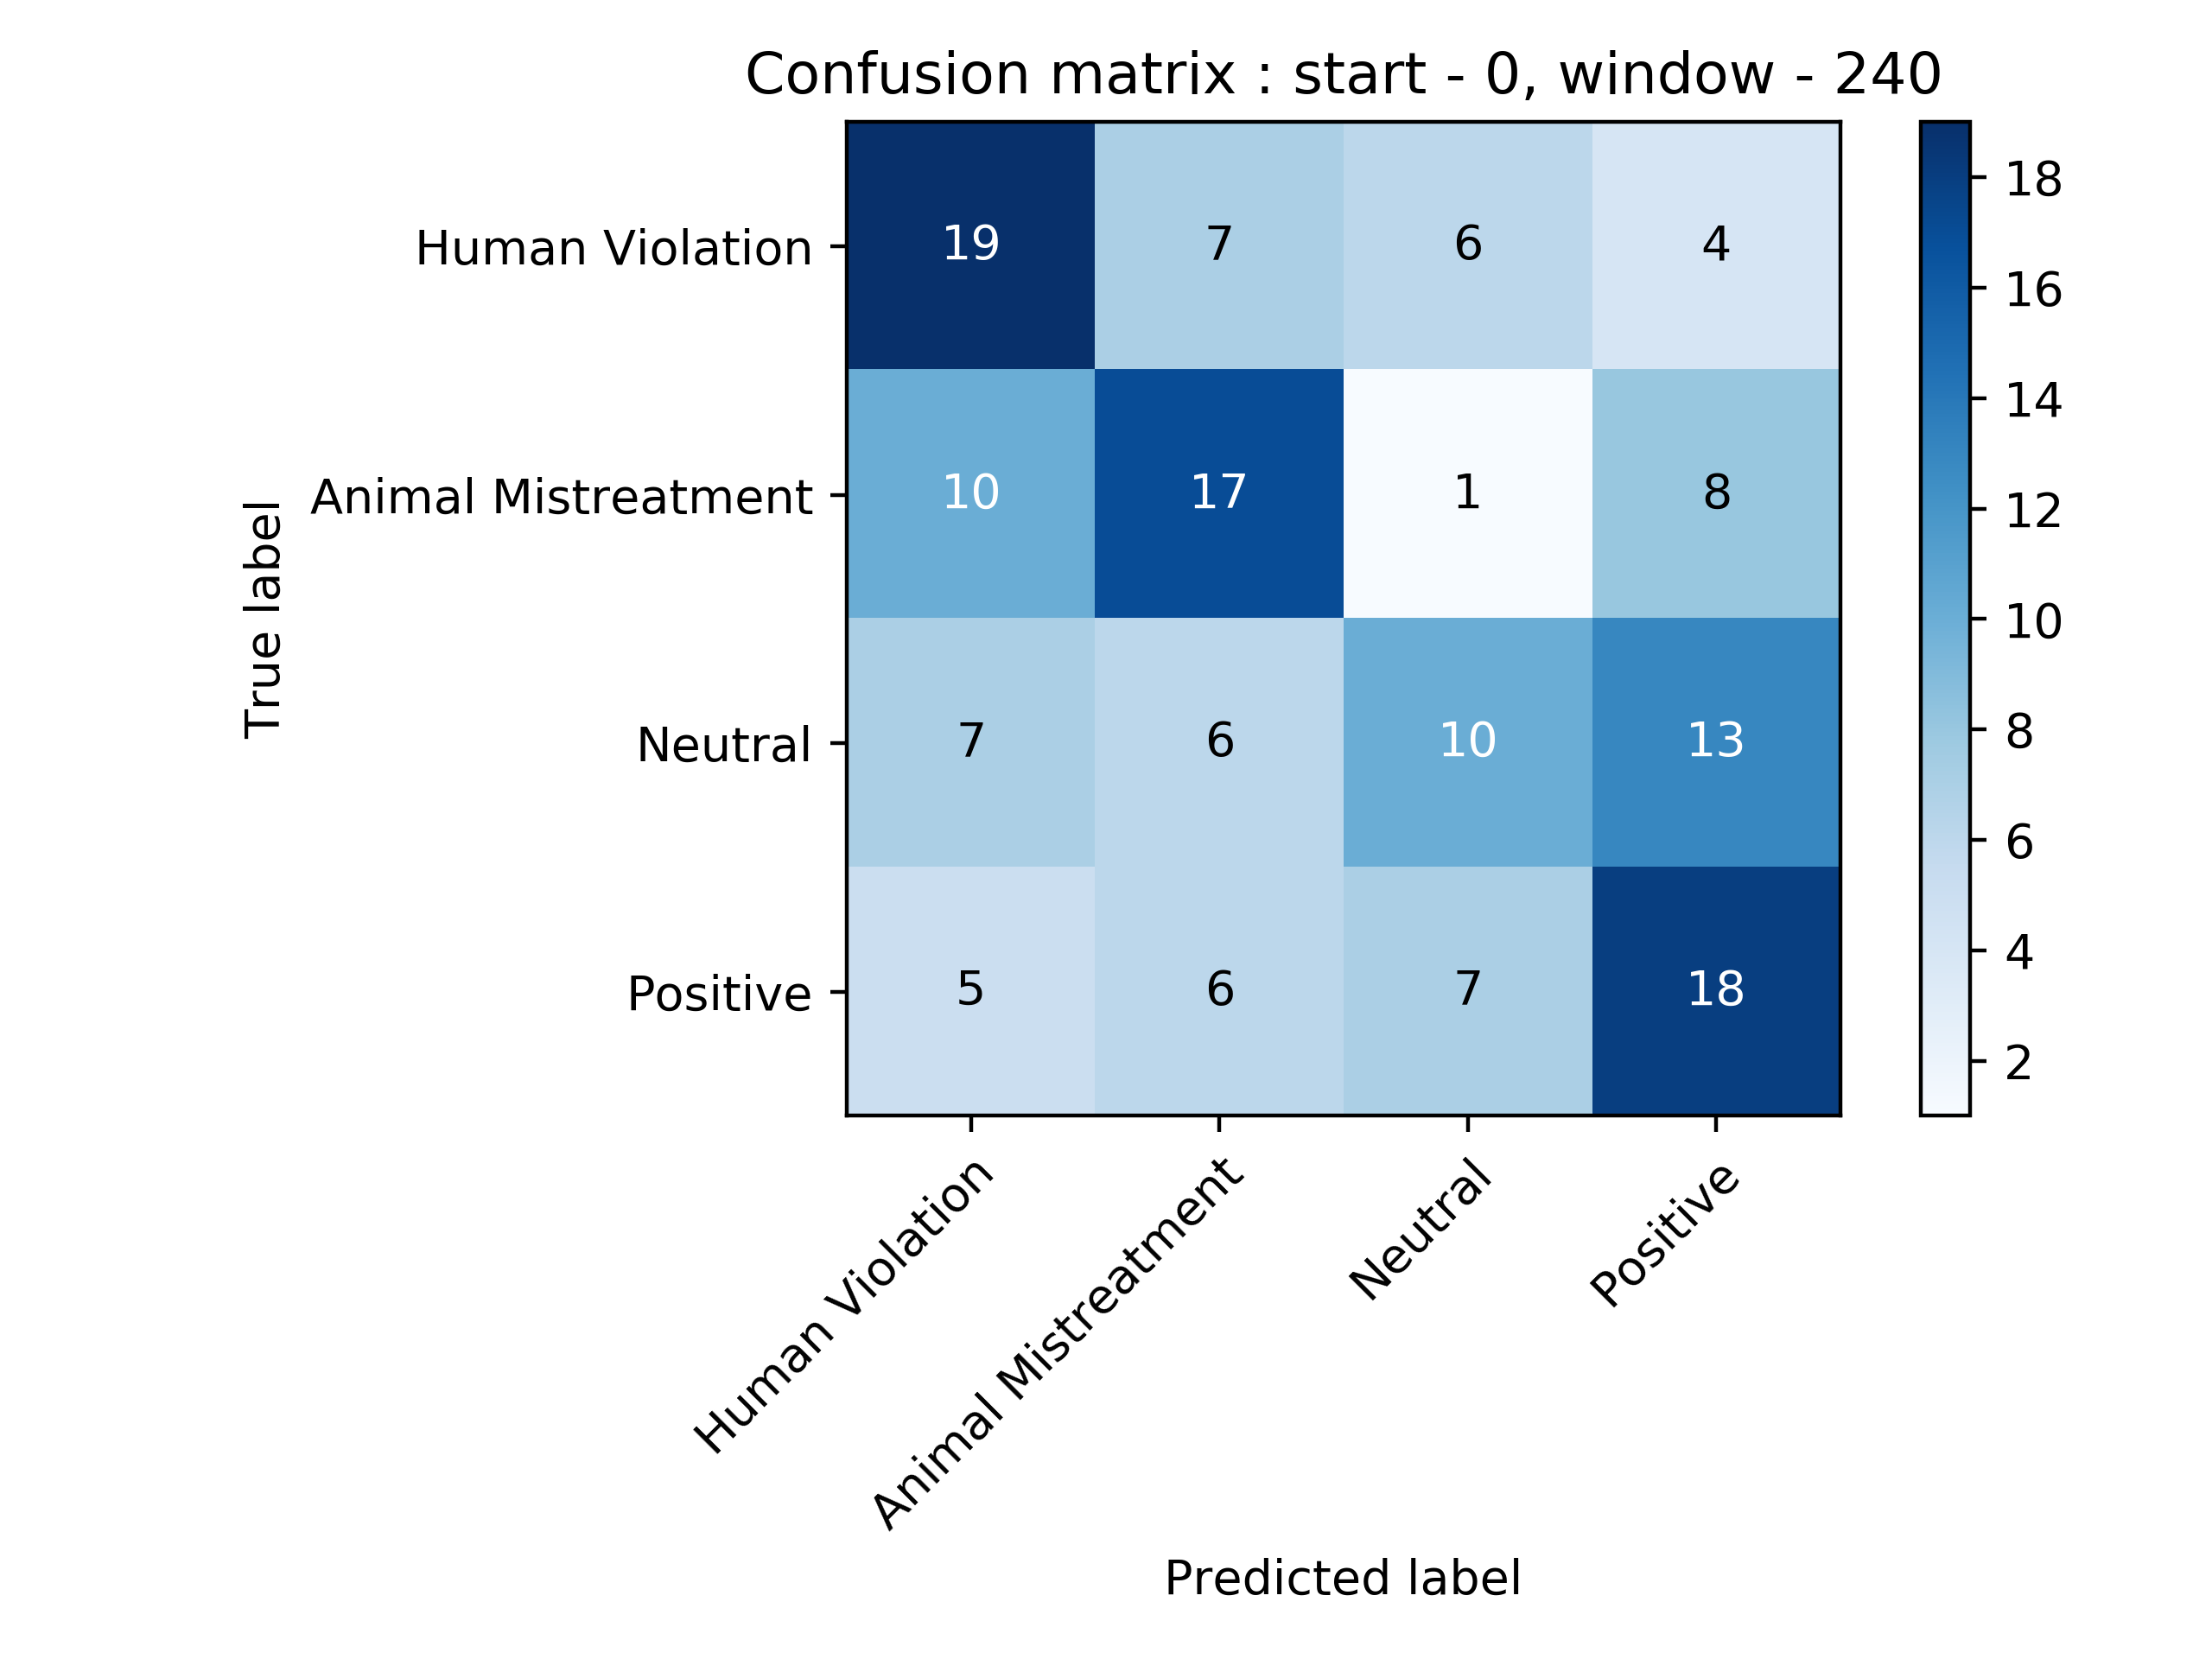 Confusion matrix : start - 0, window - 240
True label
Human Violation
Animal Mistreatment
Neutral
Positive
19 7 6 4
10 17 1 8
7 6 10 13
5 6 7 18
18
16
14
12
10
8
6
4
2
Human Violation
Animal Mistreatment
Neutral
Positive
Predicted label